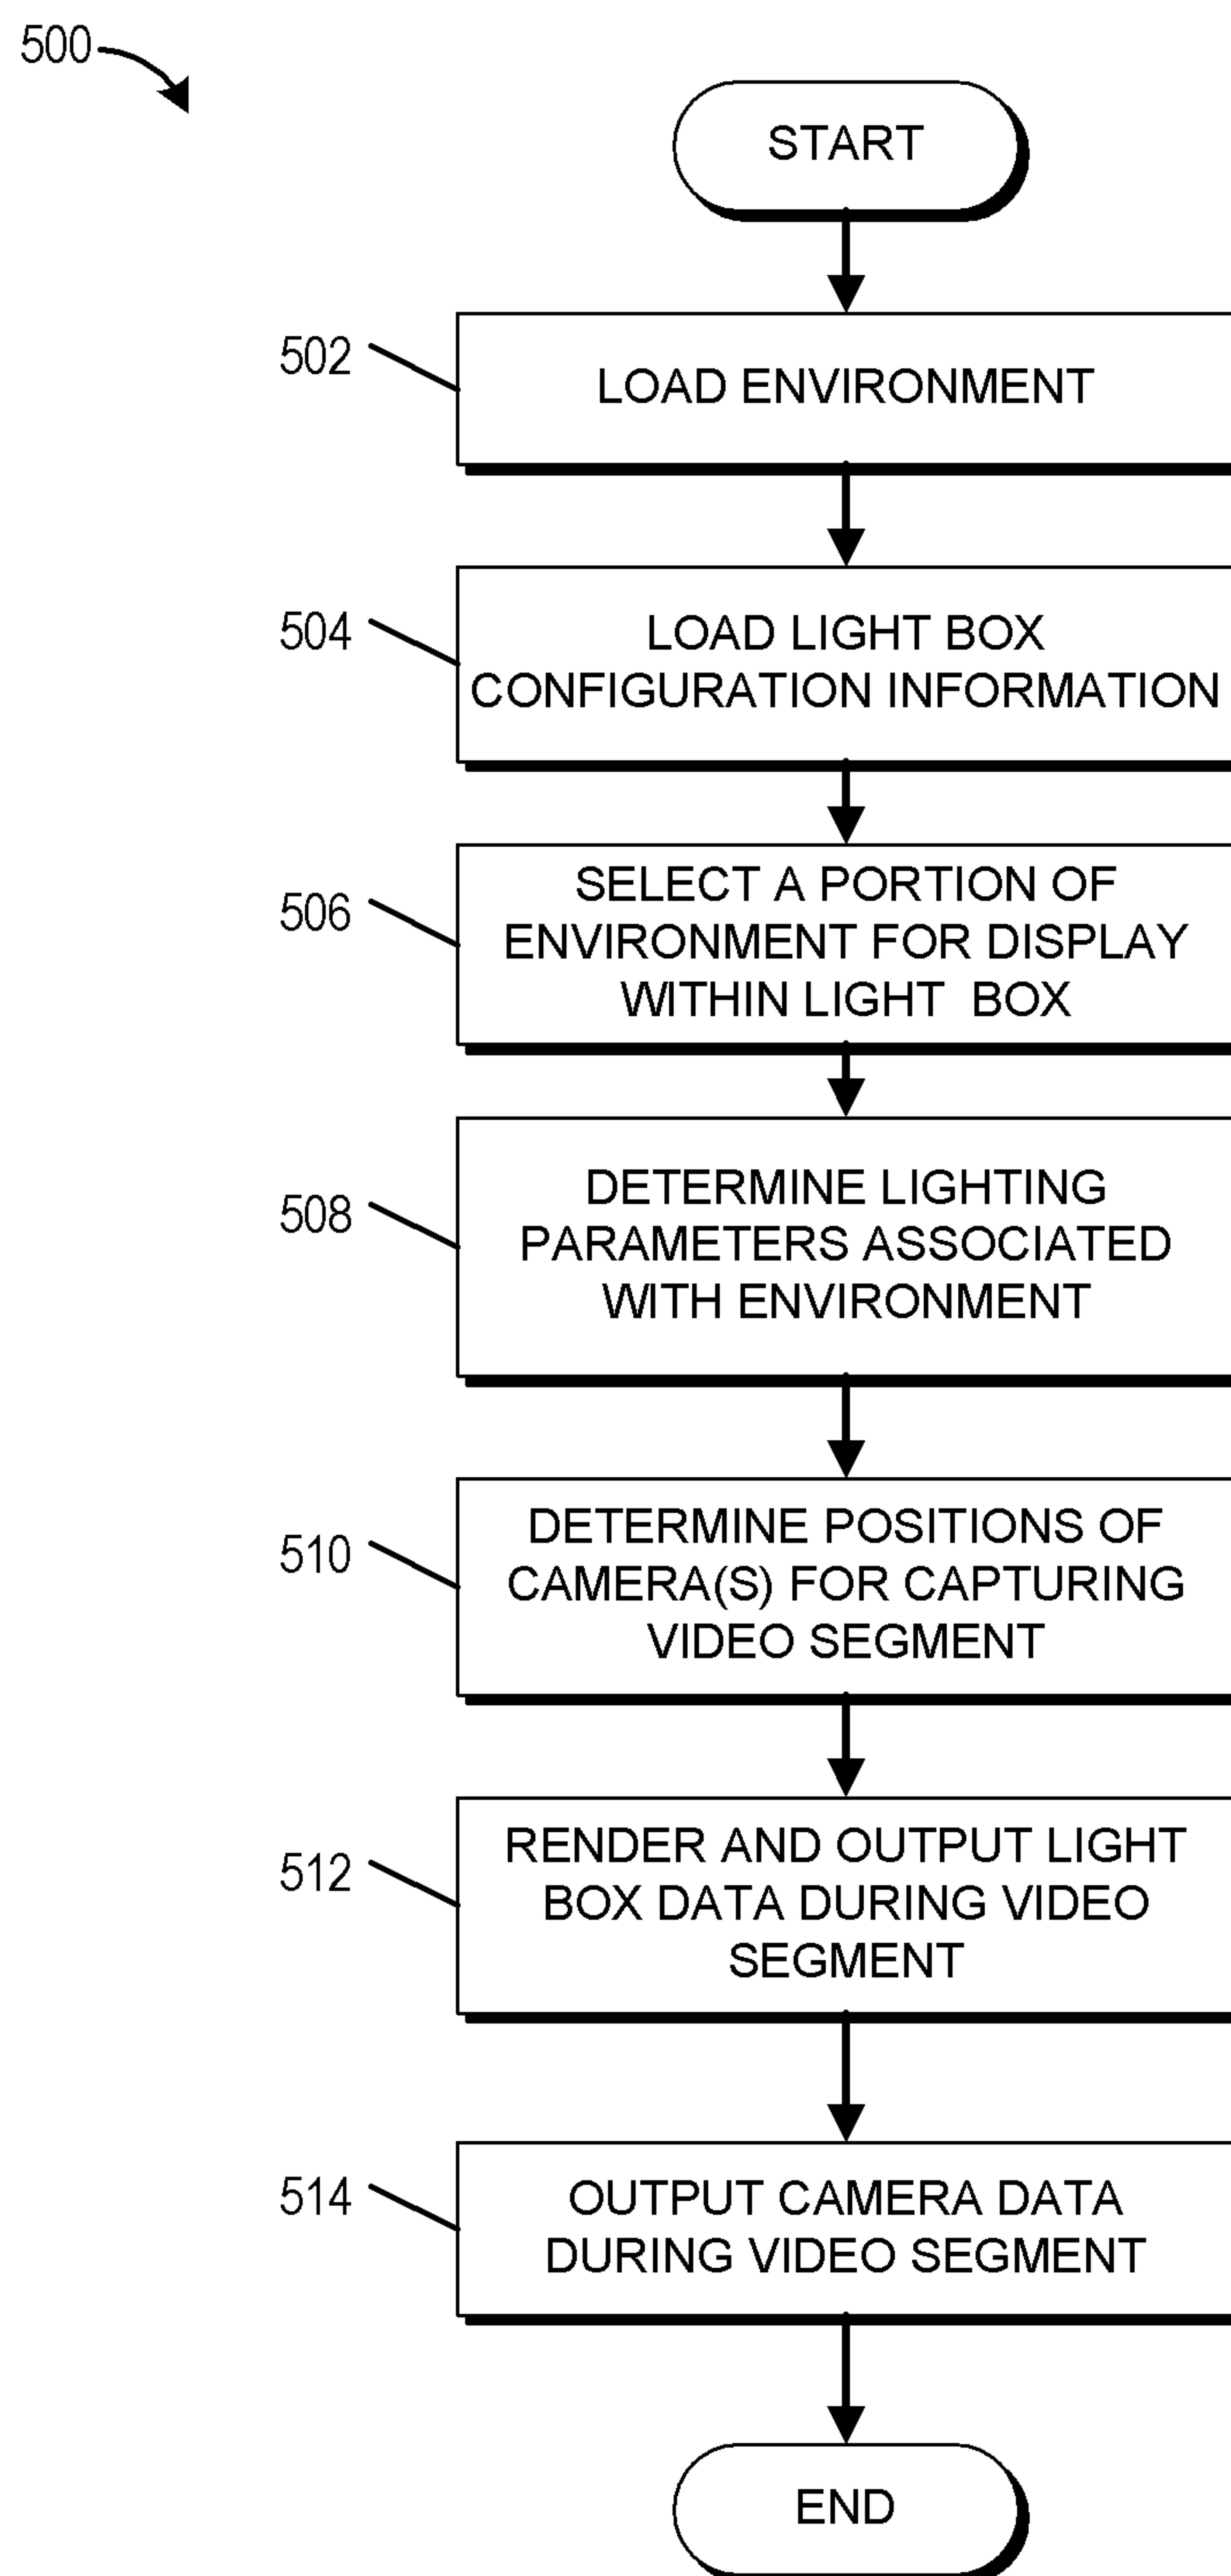 500
START
502
LOAD ENVIRONMENT
504
LOAD LIGHT BOX
CONFIGURATION INFORMATION
506
SELECT A PORTION OF
ENVIRONMENT FOR DISPLAY
WITHIN LIGHT BOX
508
DETERMINE LIGHTING
PARAMETERS ASSOCIATED
WITH ENVIRONMENT
510
DETERMINE POSITIONS OF
CAMERA(S) FOR CAPTURING
VIDEO SEGMENT
512
RENDER AND OUTPUT LIGHT
BOX DATA DURING VIDEO
SEGMENT
514
OUTPUT CAMERA DATA
DURING VIDEO SEGMENT
END